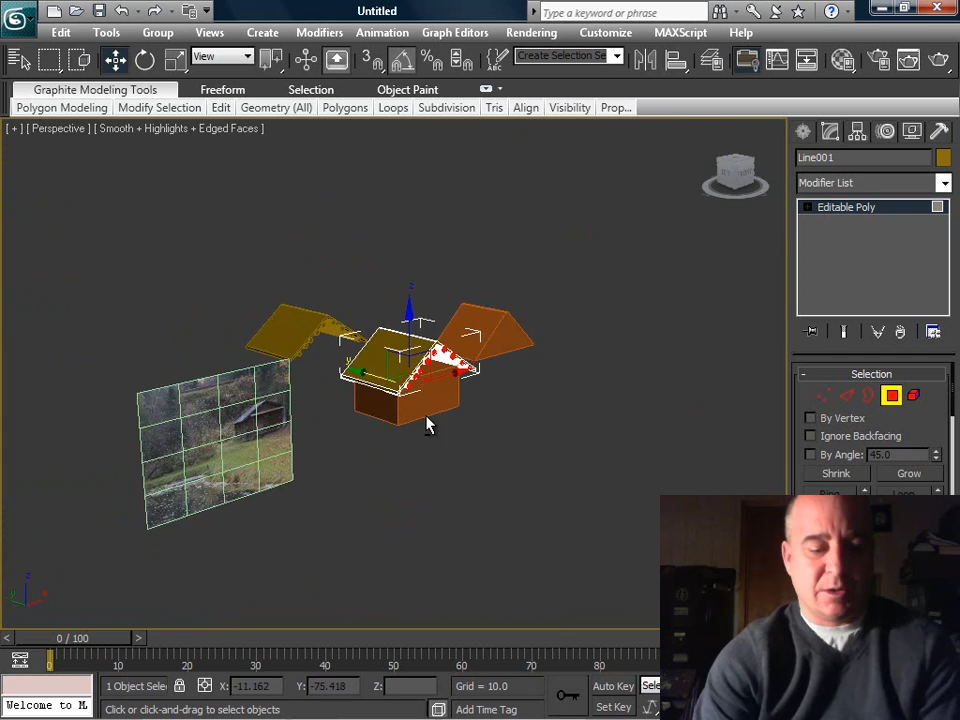 Untitled
Type a keyword or phrase
Edit Tools Group Views Create Modifiers Animation Graph Editors Rendering Customize MAXScript Help
View
Create Selection Se
Graphite Modeling Tools Freeform Selection Object Paint
Polygon Modeling Modify Selection Edit Geometry (All) Polygons Loops Subdivision Tris Align Visibility Prop...
[ + ] [ Perspective ] [ Smooth + Highlights + Edged Faces ]
Line001
Modifier List
Editable Poly
z
y
Selection
By Vertex
Ignore Backfacing
By Angle: 45.0
Shrink Grow
z
x
< 0 / 100 >
0 10 20 30 40 50 60 70 80 90
1 Object Selec X: -11.162 Y: -75.418 Z: Grid = 10.0 Auto Key Selec
Welcome to M. Click or click-and-drag to select objects Add Time Tag Set Key